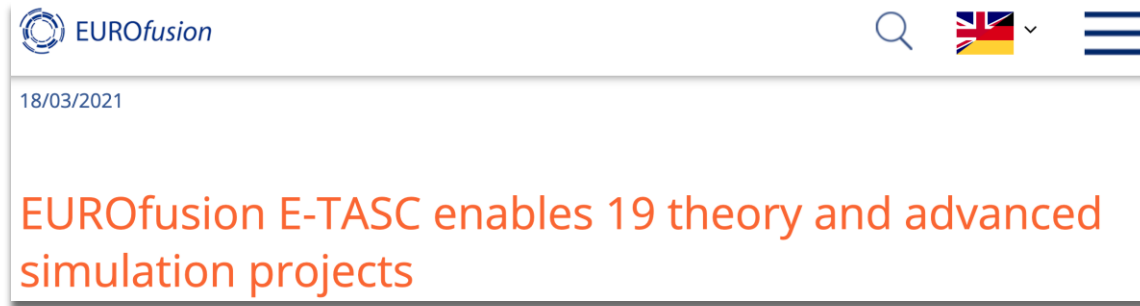 EUROfusion
18/03/2021
EUROfusion E-TASC enables 19 theory and advanced
simulation projects